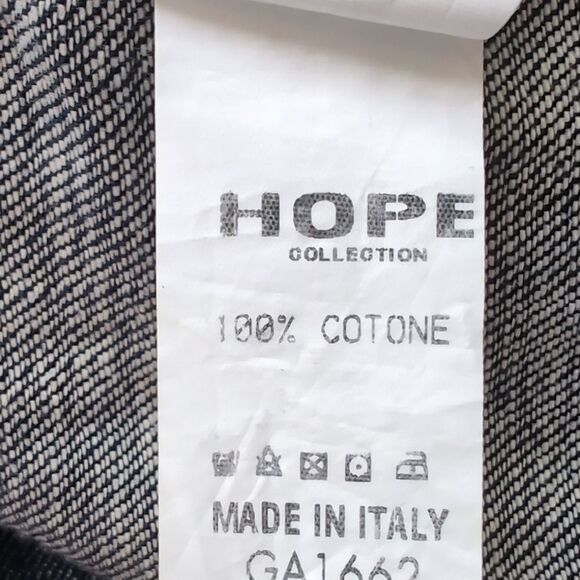 HOPE
COLLECTION
100% COTONE
MADE IN ITALY
GA1662